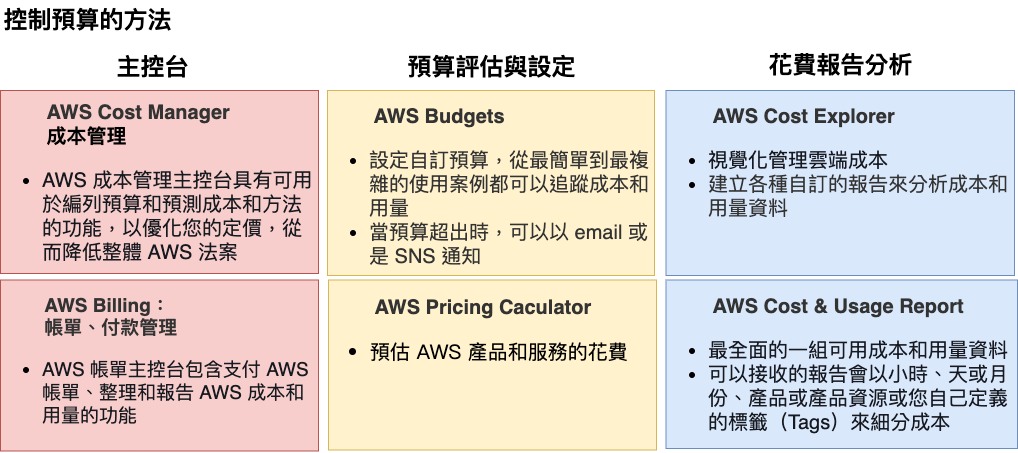 控制預算的方法
主控台
預算評估與設定
花費報告分析
AWS Cost Manager
成本管理
• AWS 成本管理主控台具有可用
於編列預算和預測成本和方法
的功能，以優化您的定價，從
而降低整體 AWS 法案
AWS Budgets
• 設定自訂預算，從最簡單到最複
雜的使用案例都可以追蹤成本和
用量
• 當預算超出時，可以以 email 或
是 SNS 通知
AWS Cost Explorer
• 視覺化管理雲端成本
• 建立各種自訂的報告來分析成本和
用量資料
AWS Billing：
帳單、付款管理
• AWS 帳單主控台包含支付 AWS
帳單、整理和報告 AWS 成本和
用量的功能
AWS Pricing Caculator
• 預估 AWS 產品和服務的花費
AWS Cost & Usage Report
• 最全面的一組可用成本和用量資料
• 可以接收的報告會以小時、天或月
份、產品或產品資源或您自己定義
的標籤（Tags）來細分成本